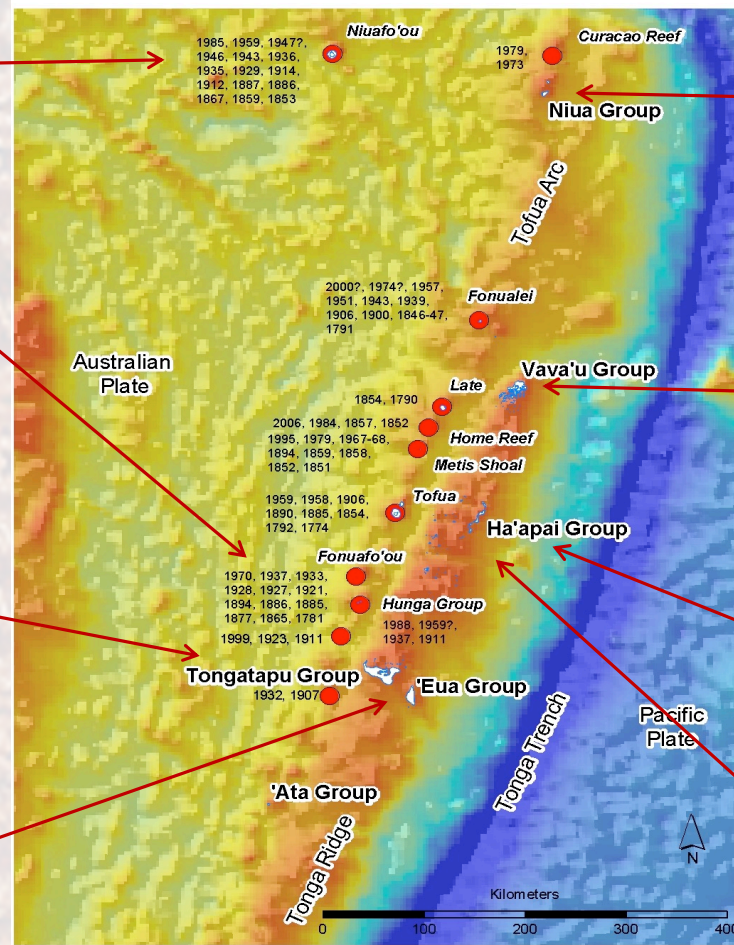 Niuafo'ou
1985, 1959, 1947?,
1946, 1943, 1936,
1935, 1929, 1914,
1912, 1887, 1886,
1867, 1859, 1853
Curacao Reef
1979,
1973
Niua Group
Tofua Arc
2000?, 1974?, 1957,
1951, 1943, 1939,
1906, 1900, 1846-47,
1791
Fonualei
Australian
Plate
Vava'u Group
Late
1854, 1790
2006, 1984, 1857, 1852
Home Reef
1995, 1979, 1967-68,
1894, 1859, 1858,
1852, 1851
Metis Shoal
Tofua
1959, 1958, 1906,
1890, 1885, 1854,
1792, 1774
Ha'apai Group
Fonuafo'ou
1970, 1937, 1933,
1928, 1927, 1921,
1894, 1886, 1885,
1877, 1865, 1781
Hunga Group
1988, 1959?,
1937, 1911
1999, 1923, 1911
Tongatapu Group
'Eua Group
1932, 1907
Pacific
Plate
Tonga Trench
'Ata Group
Tonga Ridge
N
Kilometers
0 100 200 300 400